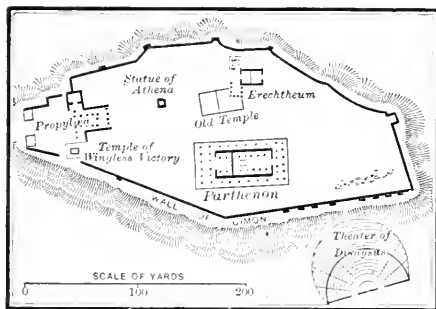 Statue of
Athena
Erechtheum
Propylæa
Old Temple
Temple of
Wingless Victory
Parthenon
WALL OF CIMON
Theater of
Dionysus
SCALE OF YARDS
0 100 200